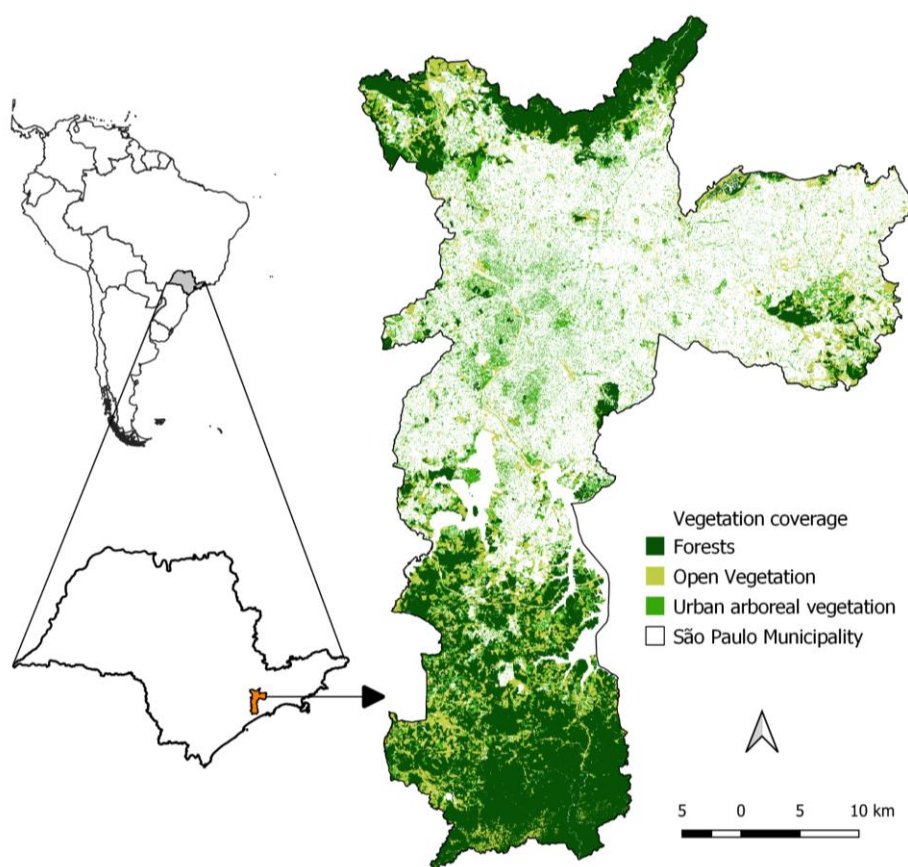 Vegetation coverage
Forests
Open Vegetation
Urban arboreal vegetation
São Paulo Municipality
5 0 5 10 km